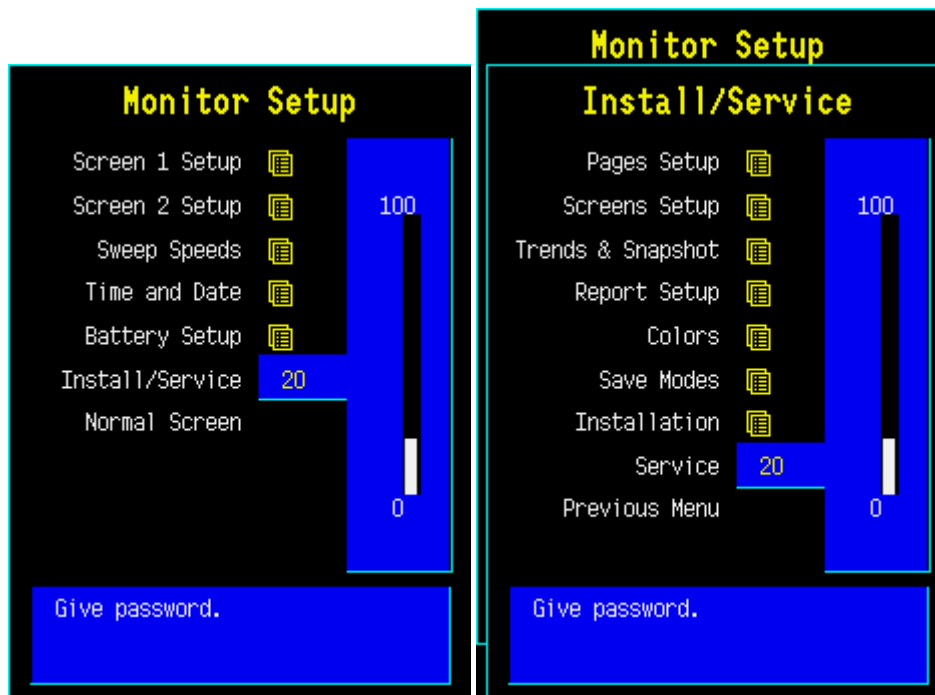 Monitor Setup
Screen 1 Setup
Screen 2 Setup
100
Sweep Speeds
Time and Date
Battery Setup
Install/Service 20
Normal Screen
0
Give password.
Monitor Setup
Install/Service
Pages Setup
Screens Setup
100
Trends & Snapshot
Report Setup
Colors
Save Modes
Installation
Service 20
Previous Menu
0
Give password.